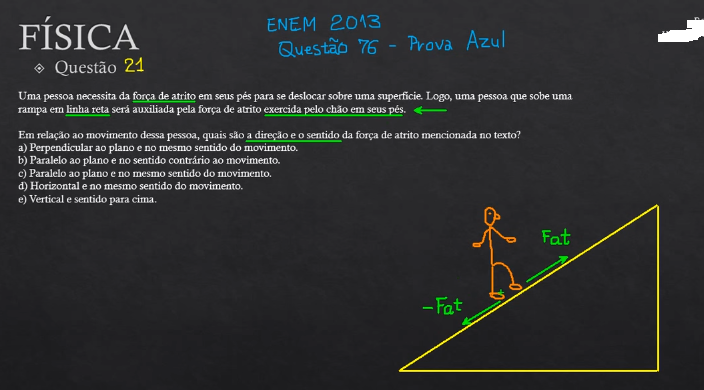 FÍSICA
ENEM 2013
Questão 76 - Prova Azul
Questão 21
Uma pessoa necessita da força de atrito em seus pés para se deslocar sobre uma superfície. Logo, uma pessoa que sobe uma
rampa em linha reta será auxiliada pela força de atrito exercida pelo chão em seus pés.
Em relação ao movimento dessa pessoa, quais são a direção e o sentido da força de atrito mencionada no texto?
a) Perpendicular ao plano e no mesmo sentido do movimento.
b) Paralelo ao plano e no sentido contrário ao movimento.
c) Paralelo ao plano e no mesmo sentido do movimento.
d) Horizontal e no mesmo sentido do movimento.
e) Vertical e sentido para cima.
Fat
-Fat